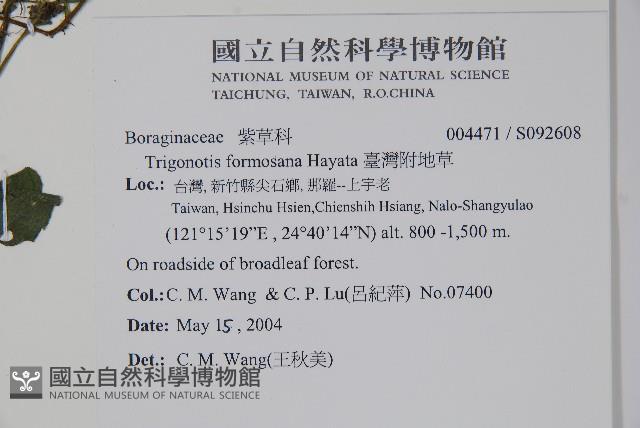 國立自然科學博物館
NATIONAL MUSEUM OF NATURAL SCIENCE
TAICHUNG, TAIWAN, R.O.CHINA
Boraginaceae 紫草科 004471 / S092608
Trigonotis formosana Hayata 臺灣附地草
Loc.: 台灣, 新竹縣尖石鄉, 那羅--上宇老
Taiwan, Hsinchu Hsien,Chienshih Hsiang, Nalo-Shangyulao
(121°15’19”E , 24°40’14”N) alt. 800 -1,500 m.
On roadside of broadleaf forest.
Col.:C. M. Wang & C. P. Lu(呂紀萍) No.07400
Date: May 15 , 2004
Det.: C. M. Wang(王秋美)
國立自然科學博物館
NATIONAL MUSEUM OF NATURAL SCIENCE